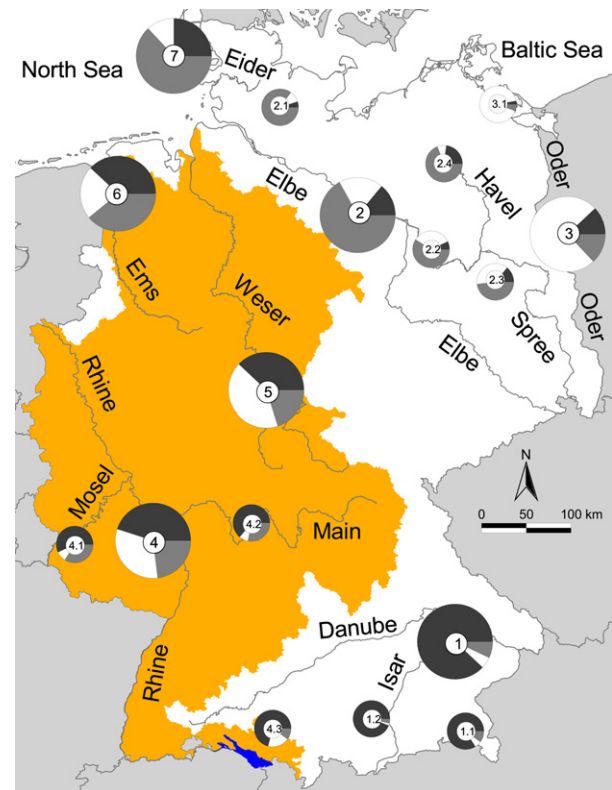 7
Eider
Baltic Sea
North Sea
2.1
3.1
Oder
2.4
Havel
6
Elbe
2
3
2.2
2.3
Ems
Weser
Spree
Oder
Elbe
Rhine
5
N
Mosel
0 50 100 km
4.1
4
4.2
Main
Danube
1
Rhine
Isar
4.3
1.2
1.1